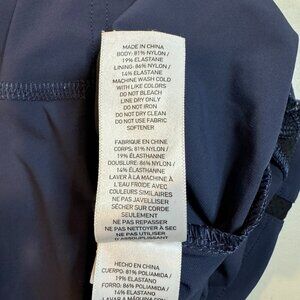 MADE IN CHINA
BODY: 81% NYLON /
19% ELASTANE
LINING: 86% NYLON /
14% ELASTANE
MACHINE WASH COLD
WITH LIKE COLORS
DO NOT BLEACH
LINE DRY ONLY
DO NOT IRON
DO NOT DRY CLEAN
DO NOT USE FABRIC
SOFTENER
FABRIQUE EN CHINE
CORPS: 81% NYLON /
19% ÉLASTHANNE
DOUSLURE: 86% NYLON /
14% ÉLASTHANNE
LAVER À LA MACHINE À
L'EAU FROIDE AVEC
COULEURS SIMILAIRES
NE PAS JAVELLISER
SÉCHER SUR CORDE
SEULEMENT
NE PAS REPASSER
NE PAS NETTOYER À SEC
NE PAS UTILISER
D'ASSOUPLISSANT
HECHO EN CHINA
CUERPO: 81% POLIAMIDA /
19% ELASTANO
FORRO: 86% POLIAMIDA /
14% ELASTANO